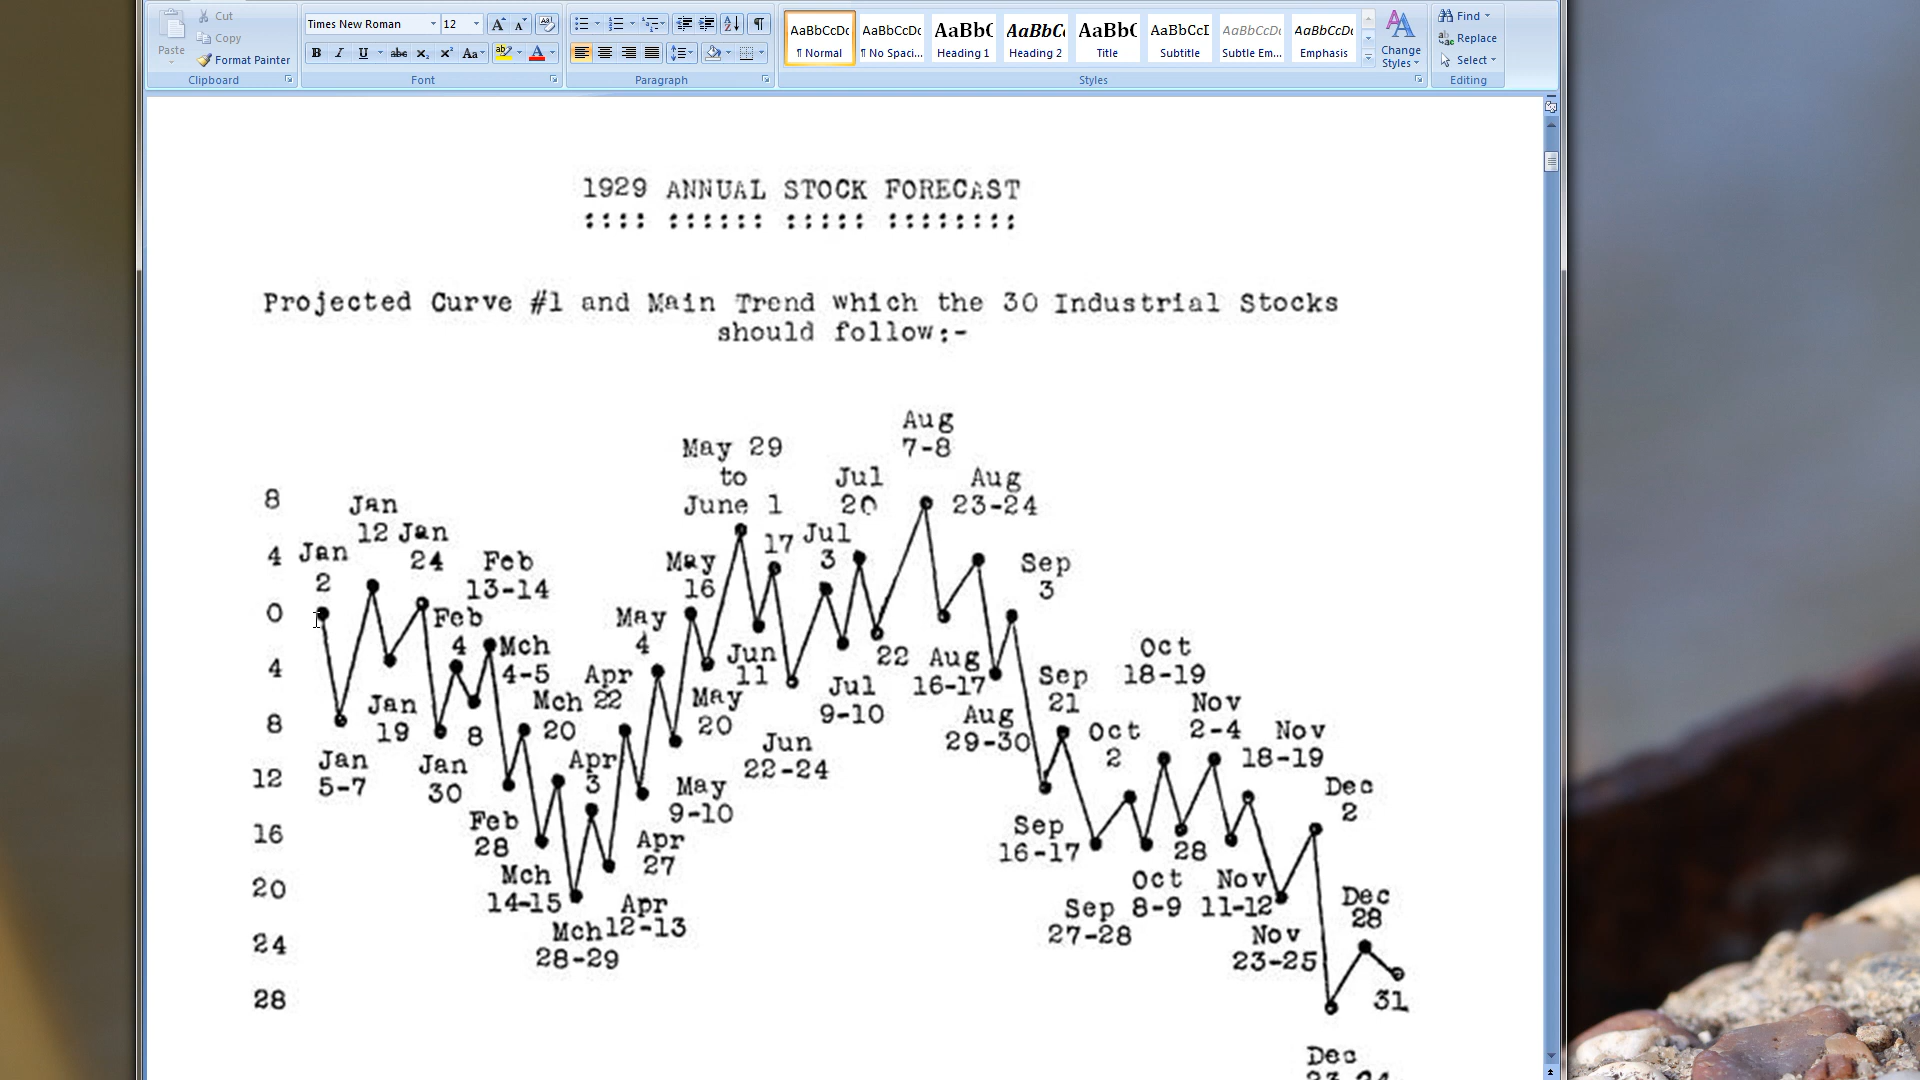 Cut
Copy
Format Painter
Paste
Clipboard
Times New Roman
12
Font
Paragraph
AaBbCcDc
¶ Normal
AaBbCcDc
¶ No Spaci...
AaBbC
Heading 1
AaBbC
Heading 2
AaBbC
Title
AaBbCcI
Subtitle
AaBbCcDc
Subtle Em...
AaBbCcDc
Emphasis
Change
Styles
Styles
Find
Replace
Select
Editing
1929 ANNUAL STOCK FORECAST
:::: :::::: ::::: ::::::::
Projected Curve #1 and Main Trend which the 30 Industrial Stocks
should follow:-
8
4
0
4
8
12
16
20
24
28
Jan
2
Jan
5-7
Jan
12
Jan
19
Jan
24
Jan
30
Feb
4
8
Feb
13-14
Feb
28
Mch
4-5
Mch
14-15
Mch
20
Mch
28-29
Apr
3
Apr
12-13
Apr
22
Apr
27
May
4
May
9-10
May
16
May
20
May 29
to
June 1
Jun
11
17
Jun
22-24
Jul
3
Jul
9-10
Jul
20
22
Aug
7-8
Aug
16-17
Aug
23-24
Aug
29-30
Sep
3
Sep
16-17
Sep
21
Sep
27-28
Oct
2
Oct
8-9
Oct
18-19
28
Nov
2-4
Nov
11-12
Nov
18-19
Nov
23-25
Dec
2
Dec
28
31
Dec